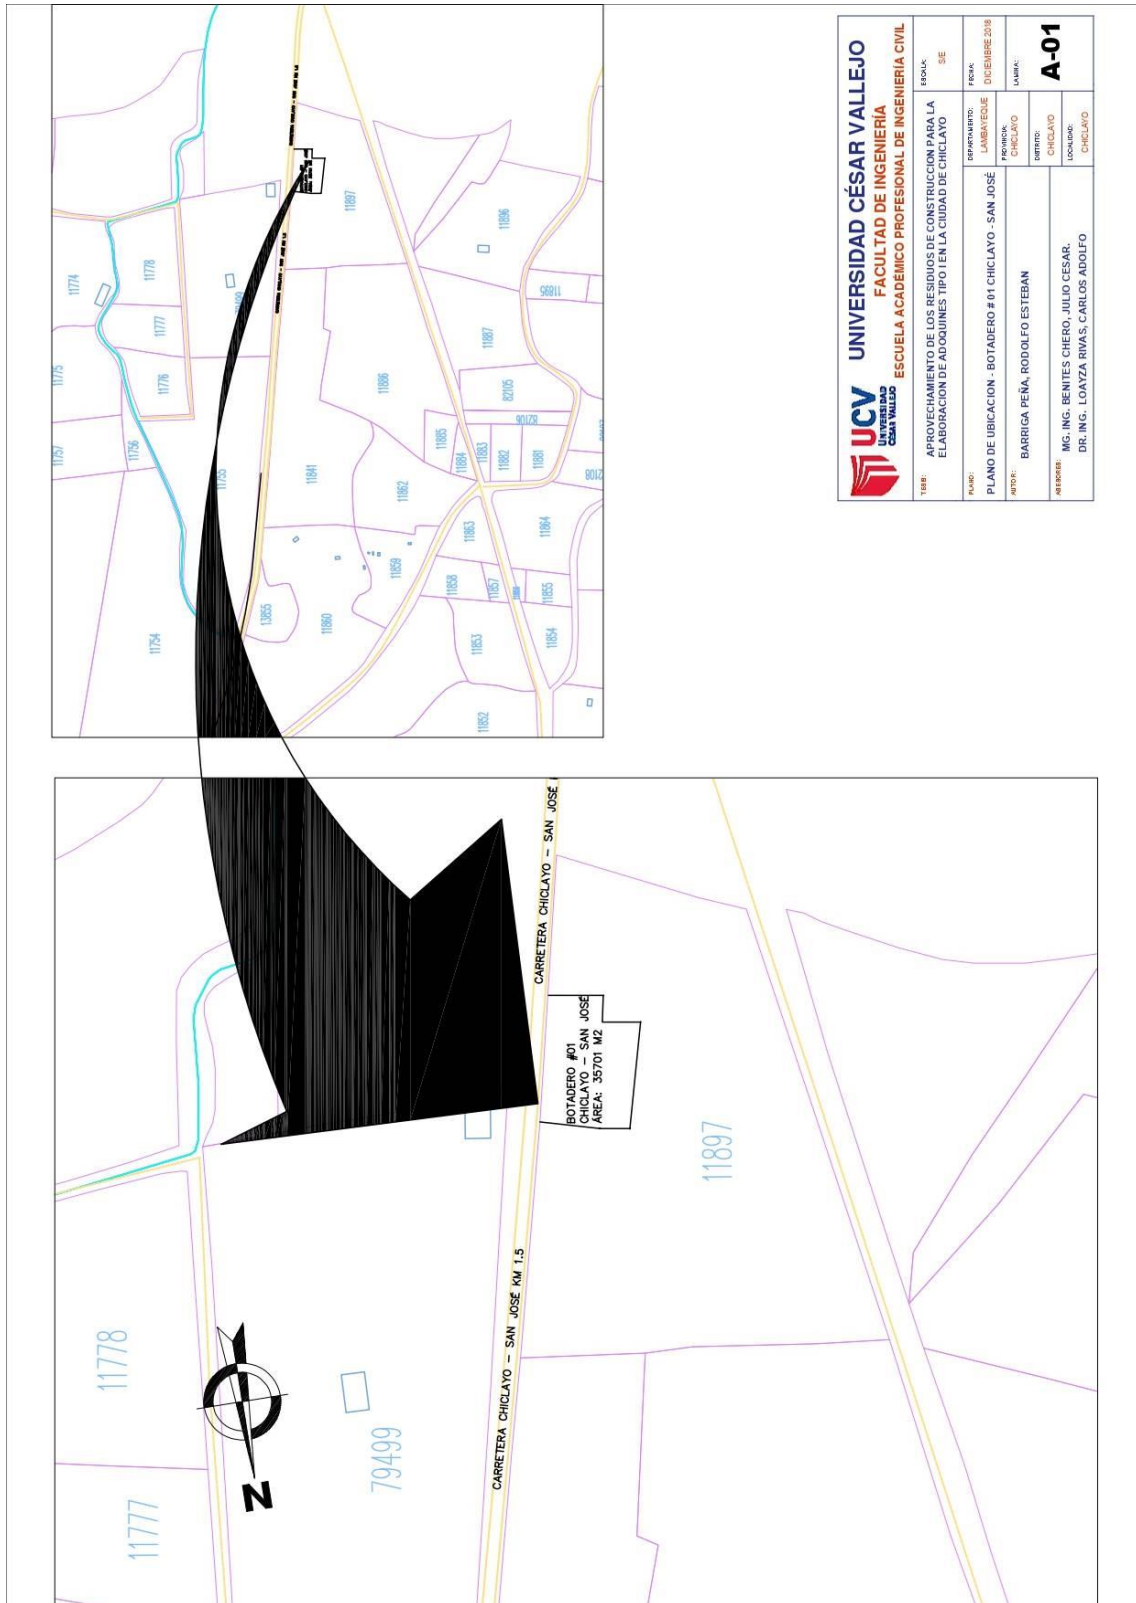 UNIVERSIDAD CÉSAR VALLEJO
FACULTAD DE INGENIERÍA
ESCUELA ACADÉMICO PROFESIONAL DE INGENIERÍA CIVIL
UCV
UNIVERSIDAD
CÉSAR VALLEJO
TESIS:
APROVECHAMIENTO DE LOS RESIDUOS DE CONSTRUCCION PARA LA
ELABORACION DE ADOQUINES TIPO I EN LA CIUDAD DE CHICLAYO
ESCALA:
S/E
PLANO:
PLANO DE UBICACION - BOTADERO # 01 CHICLAYO - SAN JOSÉ
AUTOR:
BARRIGA PEÑA, RODOLFO ESTEBAN
ASESORES:
MG. ING. BENITES CHERO, JULIO CESAR.
DR. ING. LOAYZA RIVAS, CARLOS ADOLFO
DEPARTAMENTO:
LAMBAYEQUE
PROVINCIA:
CHICLAYO
DISTRITO:
CHICLAYO
LOCALIDAD:
CHICLAYO
FECHA:
DICIEMBRE 2018
LAMINA:
A-01
11774
11775
11778
11777
11776
11757
11756
11755
11754
11897
11896
11895
11887
11886
82105
82106
11885
11884
11883
11882
11881
11841
11862
11863
11864
11859
11858
11857
11855
11854
11853
11852
13855
11860
CARRETERA CHICLAYO - SAN JOSÉ
BOTADERO #01
CHICLAYO - SAN JOSÉ
ÁREA: 35701 M2
CARRETERA CHICLAYO - SAN JOSÉ KM 1.5
11897
11778
11777
79499
N